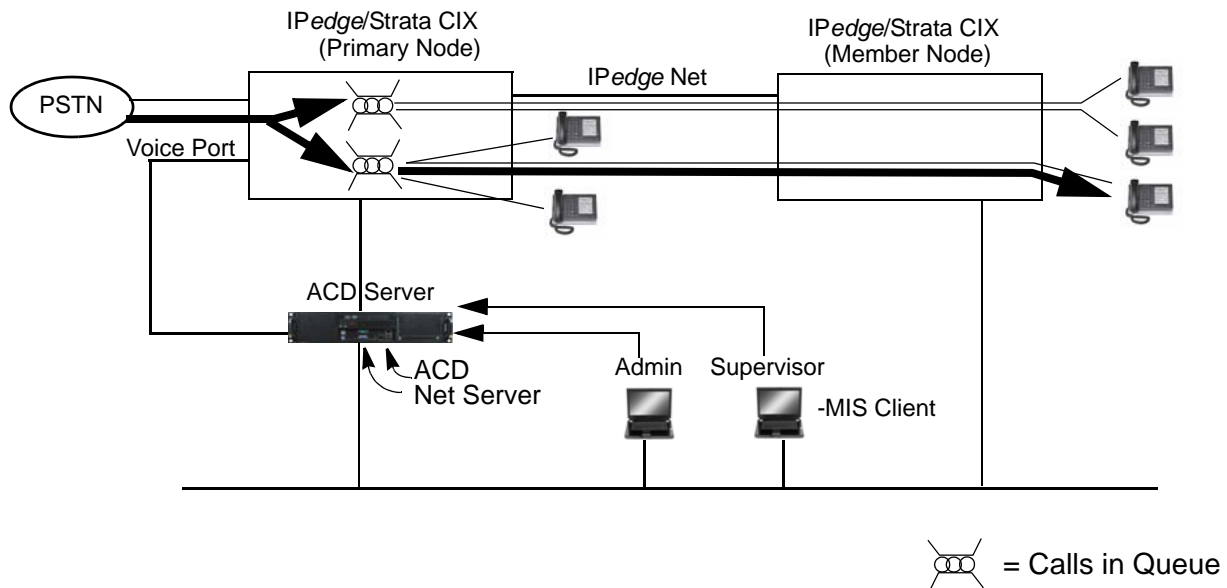 IPedge/Strata CIX
(Primary Node)
IPedge/Strata CIX
(Member Node)
IPedge Net
PSTN
Voice Port
ACD Server
ACD
Net Server
Admin
Supervisor
-MIS Client
= Calls in Queue